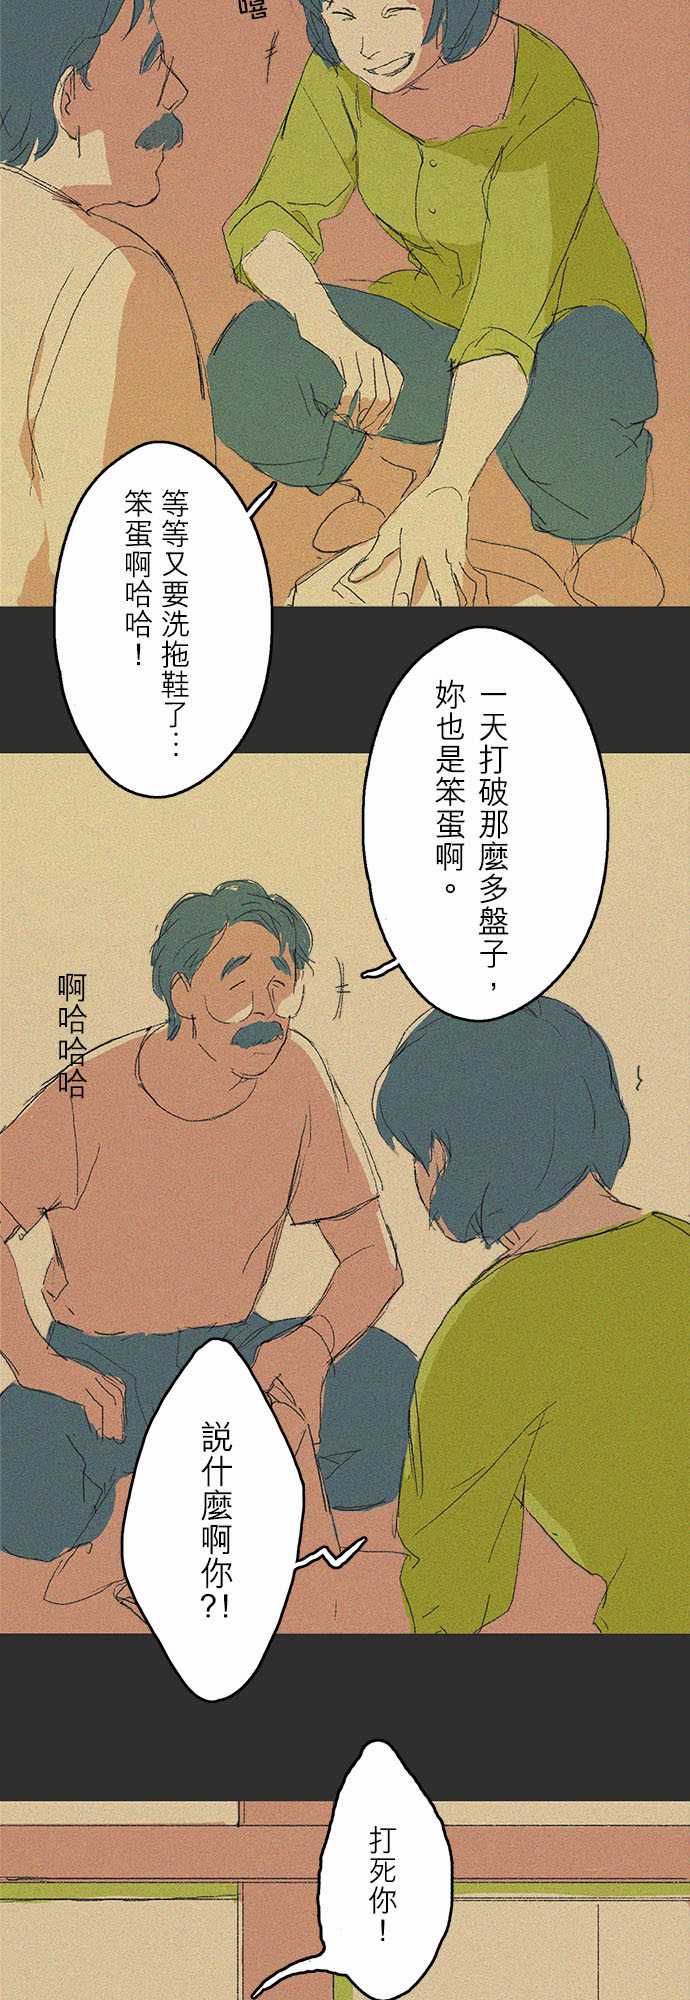 嘻
等等又要洗拖鞋了…
笨蛋啊哈哈！
一天打破那麼多盤子，
妳也是笨蛋啊。
啊哈哈哈
説什麼啊你?!
打死你！